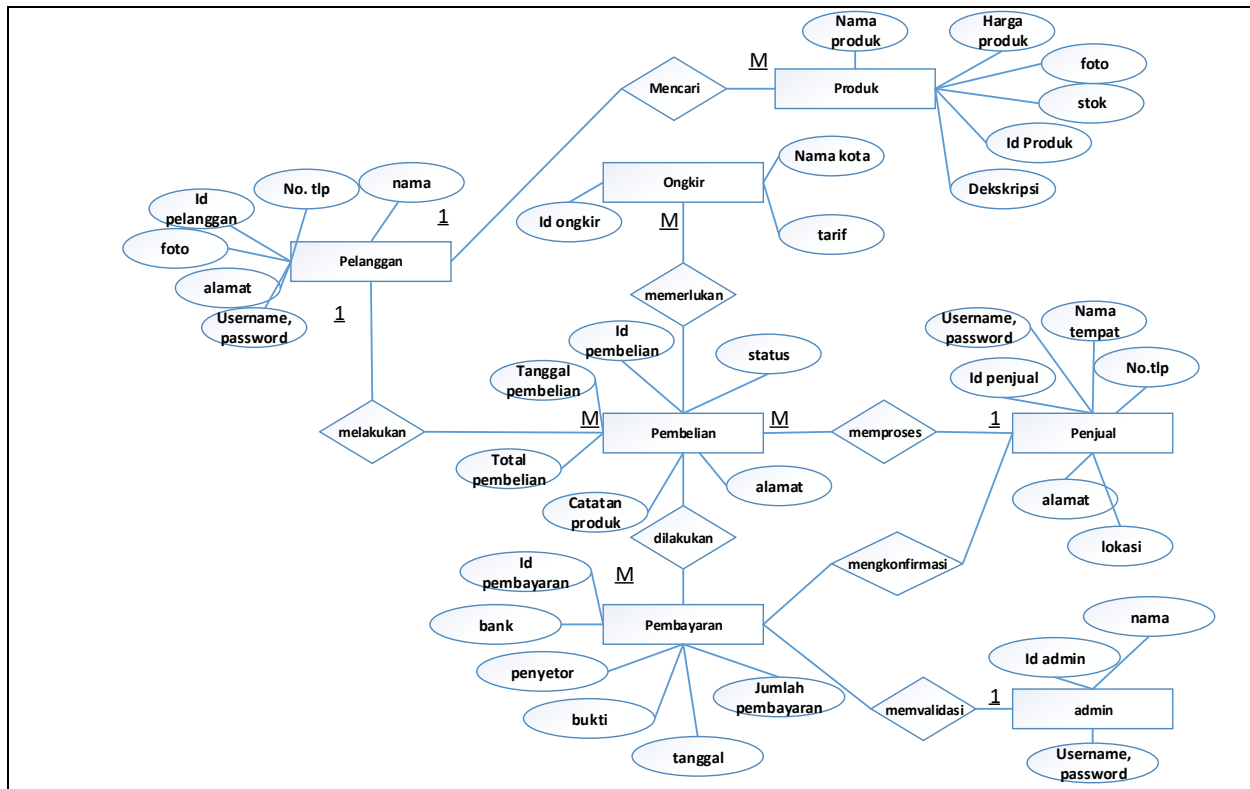 Nama
produk
Harga
produk
M
foto
Mencari
Produk
stok
Id Produk
Nama kota
No. tlp
nama
Ongkir
Dekskripsi
Id
pelanggan
1
Id ongkir
M
tarif
foto
Pelanggan
alamat
memerlukan
1
Username,
password
Id
pembelian
Username,
password
Nama
tempat
status
Tanggal
pembelian
Id penjual
No.tlp
M
M
1
melakukan
Pembelian
memproses
Penjual
Total
pembelian
alamat
alamat
Catatan
produk
dilakukan
lokasi
mengkonfirmasi
Id
pembayaran
M
bank
Pembayaran
nama
Id admin
penyetor
Jumlah
pembayaran
1
bukti
memvalidasi
admin
tanggal
Username,
password